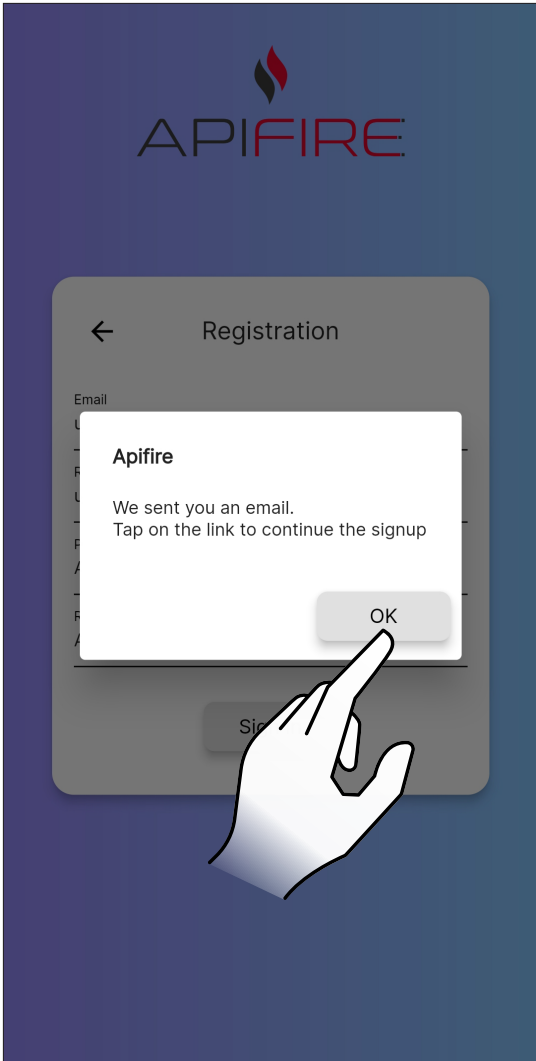 APIFIRE
Registration
Email
Apifire
We sent you an email.
Tap on the link to continue the signup
OK